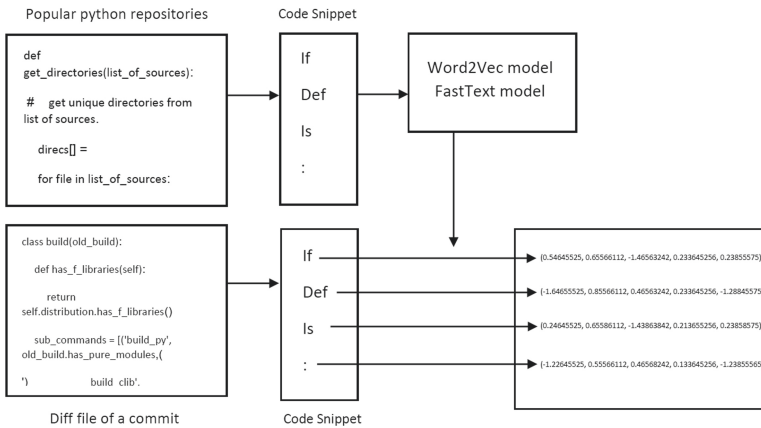 Popular python repositories
Code Snippet
def
get_directories(list_of_sources):
# get unique directories from
list of sources.
direcs[] =
for file in list_of_sources:
If
Def
Is
:
Word2Vec model
FastText model
class build(old_build):
def has_f_libraries(self):
return
self.distribution.has_f_libraries()
sub_commands = [('build_py',
old_build.has_pure_modules,(
') build clib'.
If
Def
Is
:
(0.54645525, 0.65566112, -1.46563242, 0.233645256, 0.23855575)
(-1.64655525, 0.85566112, 0.46563242, 0.233645256, -1.28845575)
(0.24645525, 0.65586112, -1.43863842, 0.213655256, 0.23858575)
(-1.22645525, 0.55566112, 0.46568242, 0.133645256, -1.23855565)
Diff file of a commit
Code Snippet